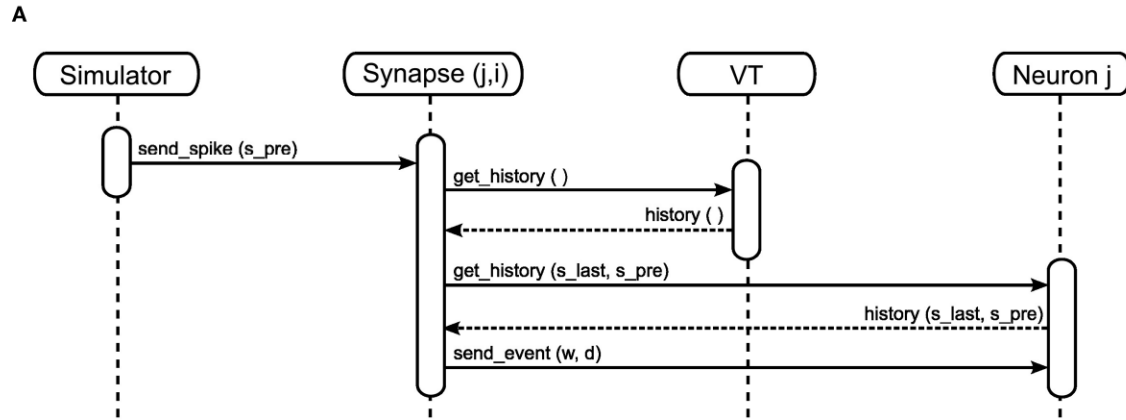 A
Simulator
Synapse (j,i)
VT
Neuron j
send_spike (s_pre)
get_history ( )
history ( )
get_history (s_last, s_pre)
history (s_last, s_pre)
send_event (w, d)